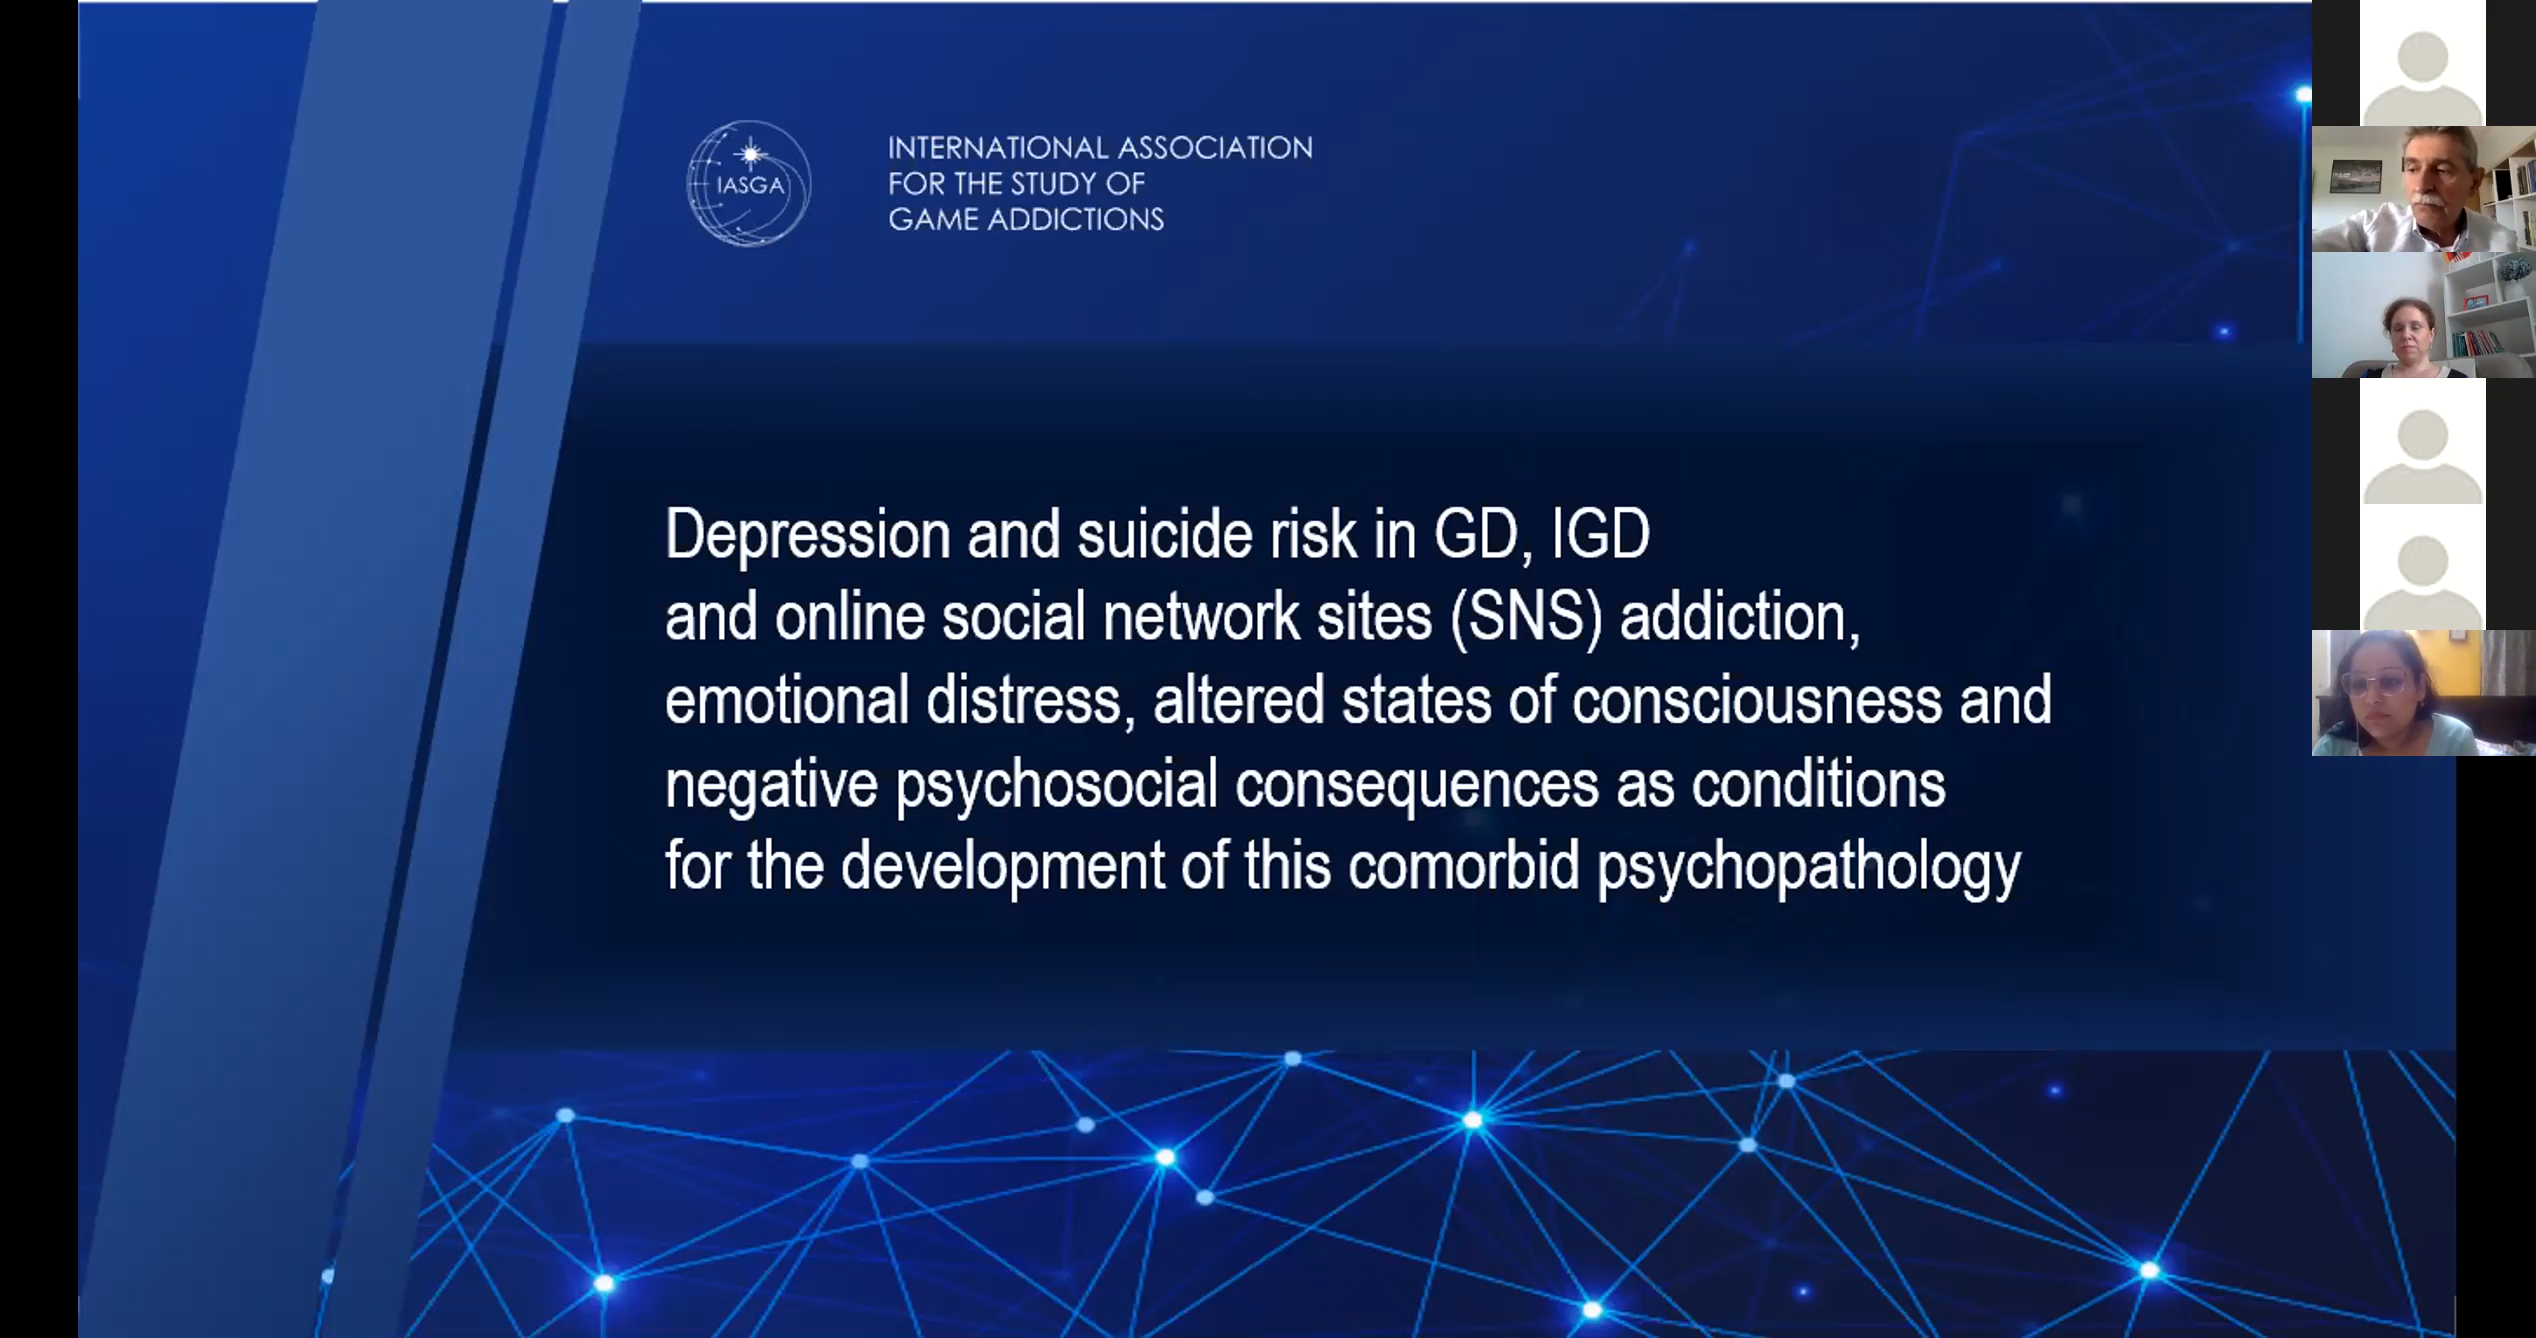 IASGA
INTERNATIONAL ASSOCIATION
FOR THE STUDY OF
GAME ADDICTIONS
Depression and suicide risk in GD, IGD
and online social network sites (SNS) addiction,
emotional distress, altered states of consciousness and
negative psychosocial consequences as conditions
for the development of this comorbid psychopathology